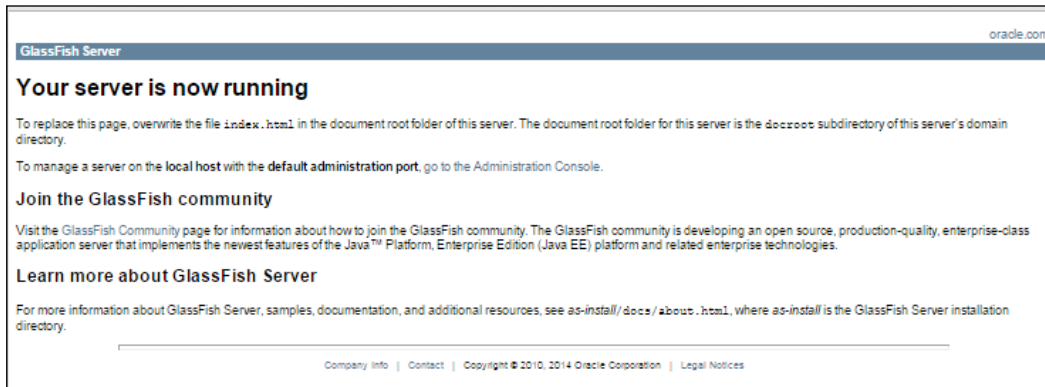 oracle.com
GlassFish Server
Your server is now running
To replace this page, overwrite the file index.html in the document root folder of this server. The document root folder for this server is the docroot subdirectory of this server's domain
directory.
To manage a server on the local host with the default administration port, go to the Administration Console.
Join the GlassFish community
Visit the GlassFish Community page for information about how to join the GlassFish community. The GlassFish community is developing an open source, production-quality, enterprise-class
application server that implements the newest features of the Java™ Platform, Enterprise Edition (Java EE) platform and related enterprise technologies.
Learn more about GlassFish Server
For more information about GlassFish Server, samples, documentation, and additional resources, see as-install/docs/about.html, where as-install is the GlassFish Server installation
directory.
Company Info | Contact | Copyright © 2010, 2014 Oracle Corporation | Legal Notices